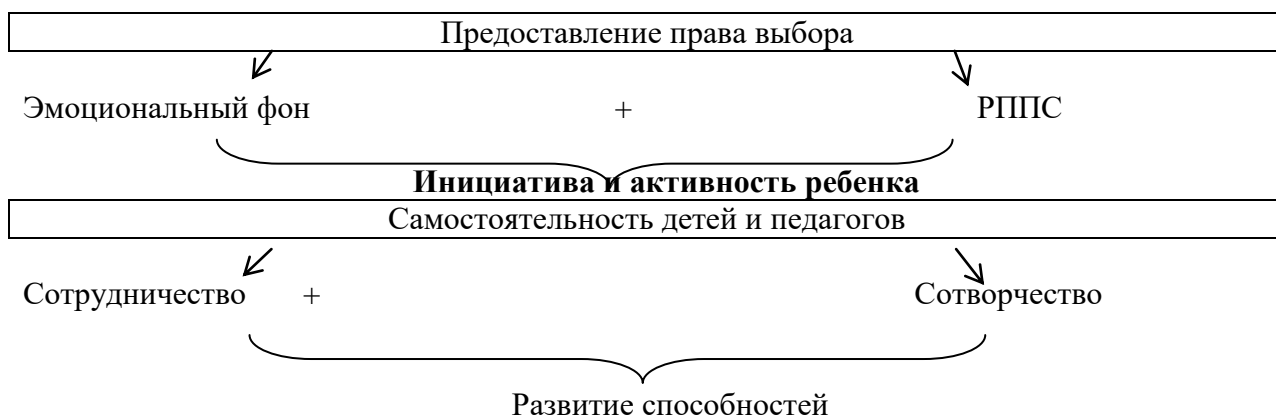 Предоставление права выбора
Эмоциональный фон + РППС
Инициатива и активность ребенка
Самостоятельность детей и педагогов
Сотрудничество + Сотворчество
Развитие способностей